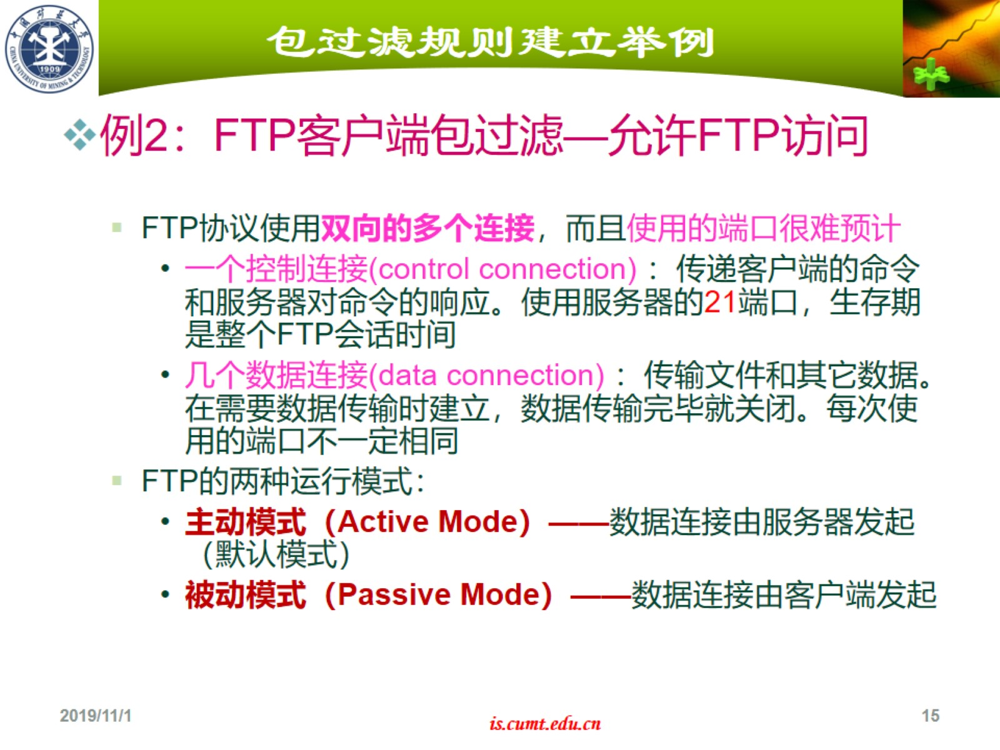 中国矿业大学
CHINA UNIVERSITY OF MINING & TECHNOLOGY
1909
包过滤规则建立举例
例2：FTP客户端包过滤—允许FTP访问
FTP协议使用双向的多个连接，而且使用的端口很难预计
• 一个控制连接(control connection)：传递客户端的命令
和服务器对命令的响应。使用服务器的21端口，生存期
是整个FTP会话时间
• 几个数据连接(data connection)：传输文件和其它数据。
在需要数据传输时建立，数据传输完毕就关闭。每次使
用的端口不一定相同
FTP的两种运行模式：
• 主动模式（Active Mode）——数据连接由服务器发起
（默认模式）
• 被动模式（Passive Mode）——数据连接由客户端发起
2019/11/1
is.cumt.edu.cn
15